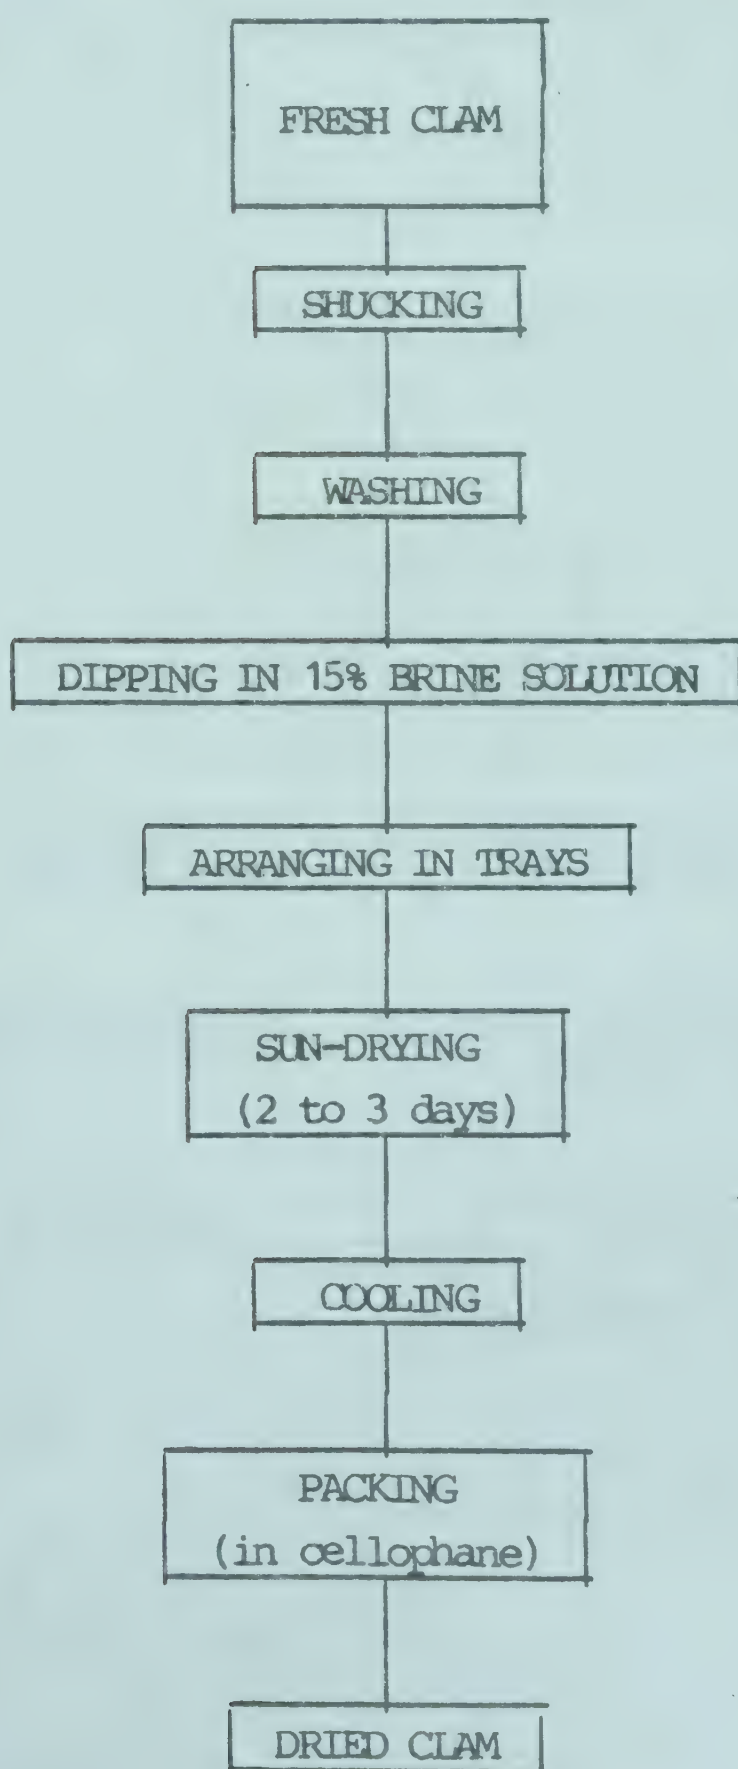 FRESH CLAM
SHUCKING
WASHING
DIPPING IN 15% BRINE SOLUTION
ARRANGING IN TRAYS
SUN-DRYING
(2 to 3 days)
COOLING
PACKING
(in cellophane)
DRIED CLAM